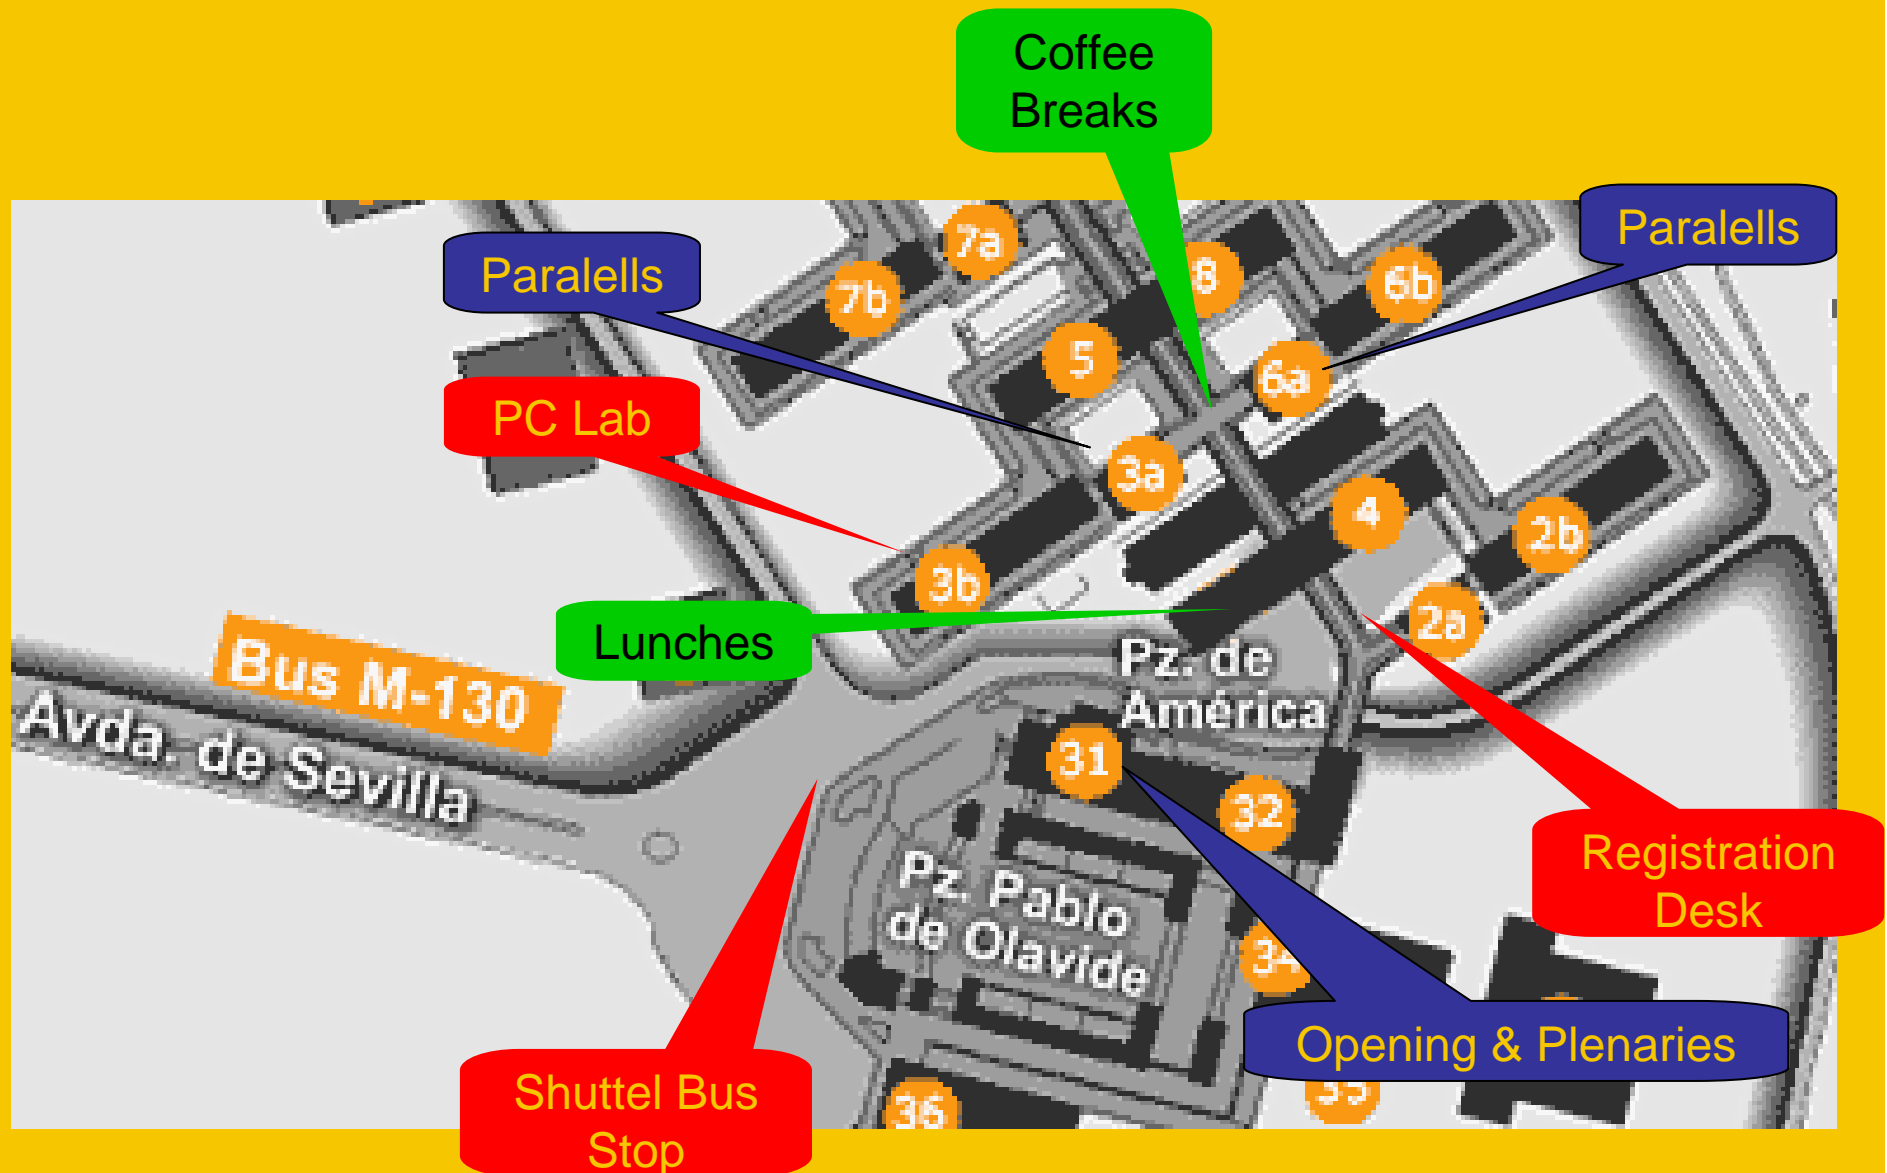 Coffee
Breaks
Paralells
Paralells
7a
7b
8
6b
5
6a
PC Lab
3a
4
2b
3b
2a
Lunches
Bus M-130
Avda. de Sevilla
Pz. de
América
31
32
Registration
Desk
Pz. Pablo
de Olavide
34
Opening & Plenaries
Shuttel Bus
Stop
36
35